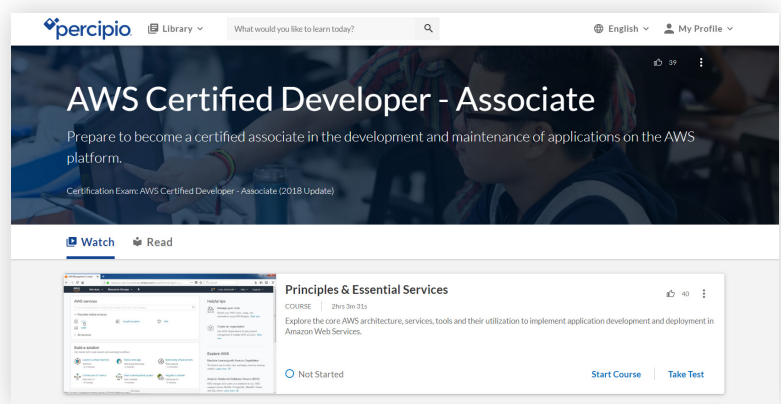 percipio.
Library
What would you like to learn today?
English
My Profile
39
AWS Certified Developer - Associate
Prepare to become a certified associate in the development and maintenance of applications on the AWS
platform.
Certification Exam: AWS Certified Developer - Associate (2018 Update)
Watch
Read
AWS services
Helpful tips
Build a solution
Explore AWS
Principles & Essential Services
40
COURSE
2hrs 3m 31s
Explore the core AWS architecture, services, tools and their utilization to implement application development and deployment in
Amazon Web Services.
Not Started
Start Course
Take Test